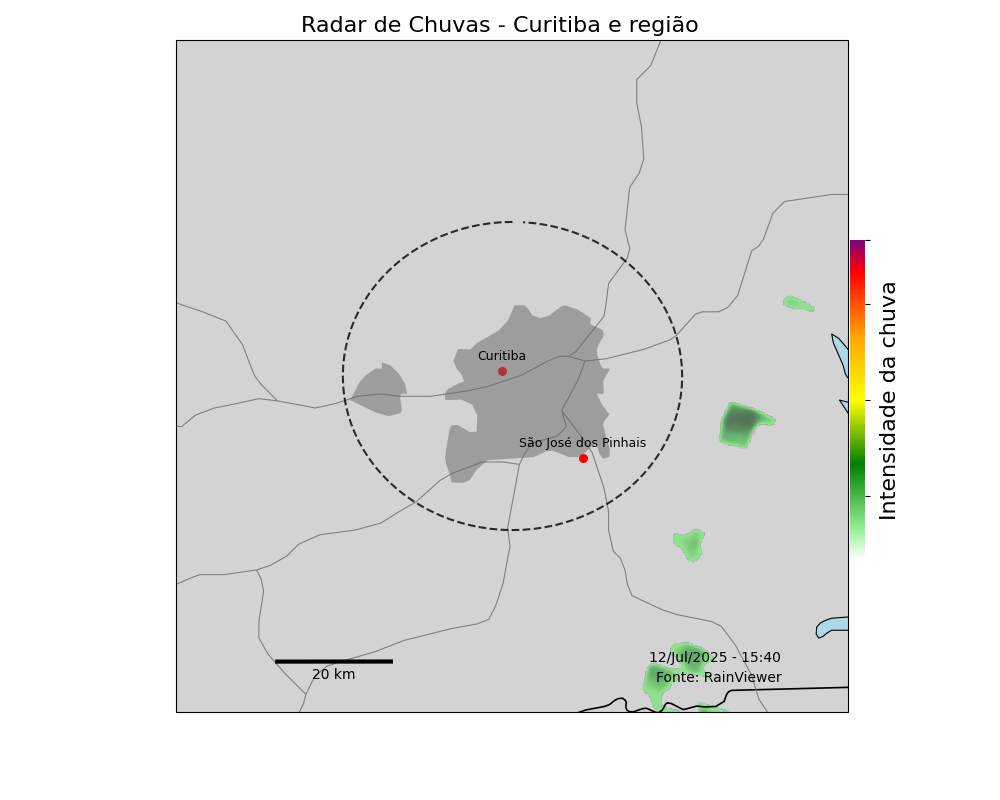 Radar de Chuvas - Curitiba e região
Curitiba
São José dos Pinhais
Intensidade da chuva
12/Jul/2025 - 15:40
Fonte: RainViewer
20 km